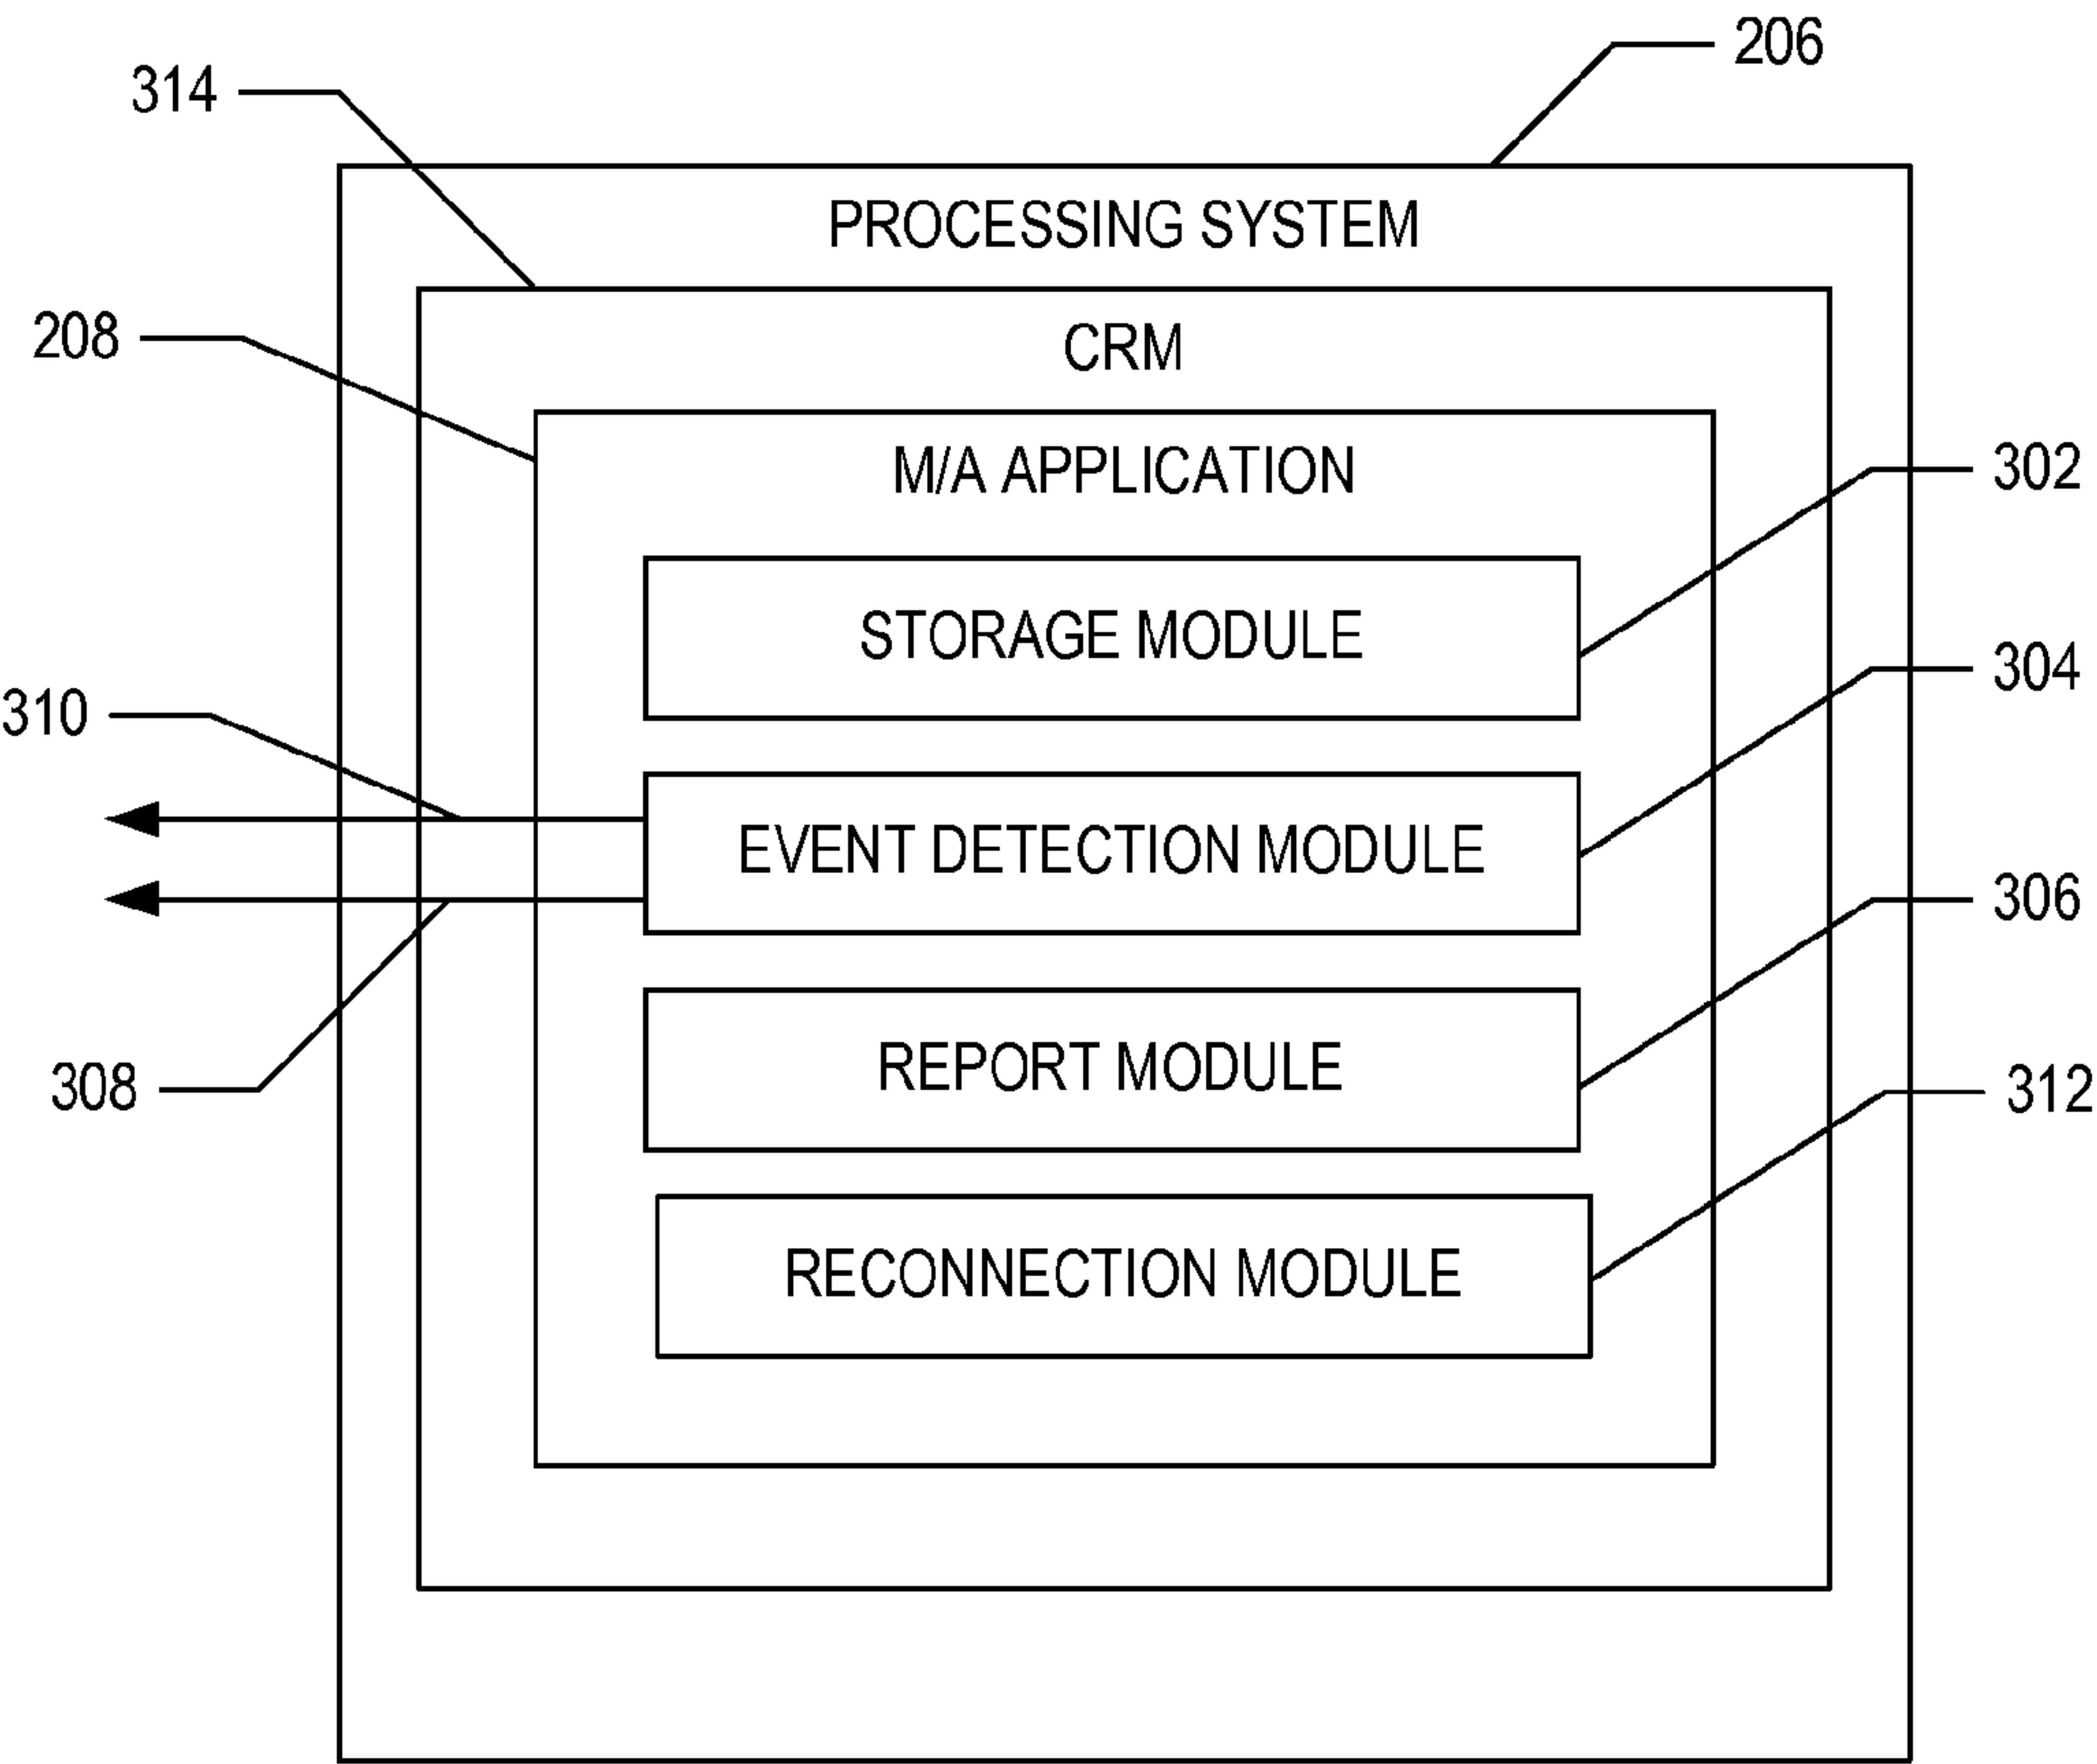 206
314
PROCESSING SYSTEM
208
CRM
M/A APPLICATION
302
STORAGE MODULE
304
310
EVENT DETECTION MODULE
306
REPORT MODULE
308
312
RECONNECTION MODULE